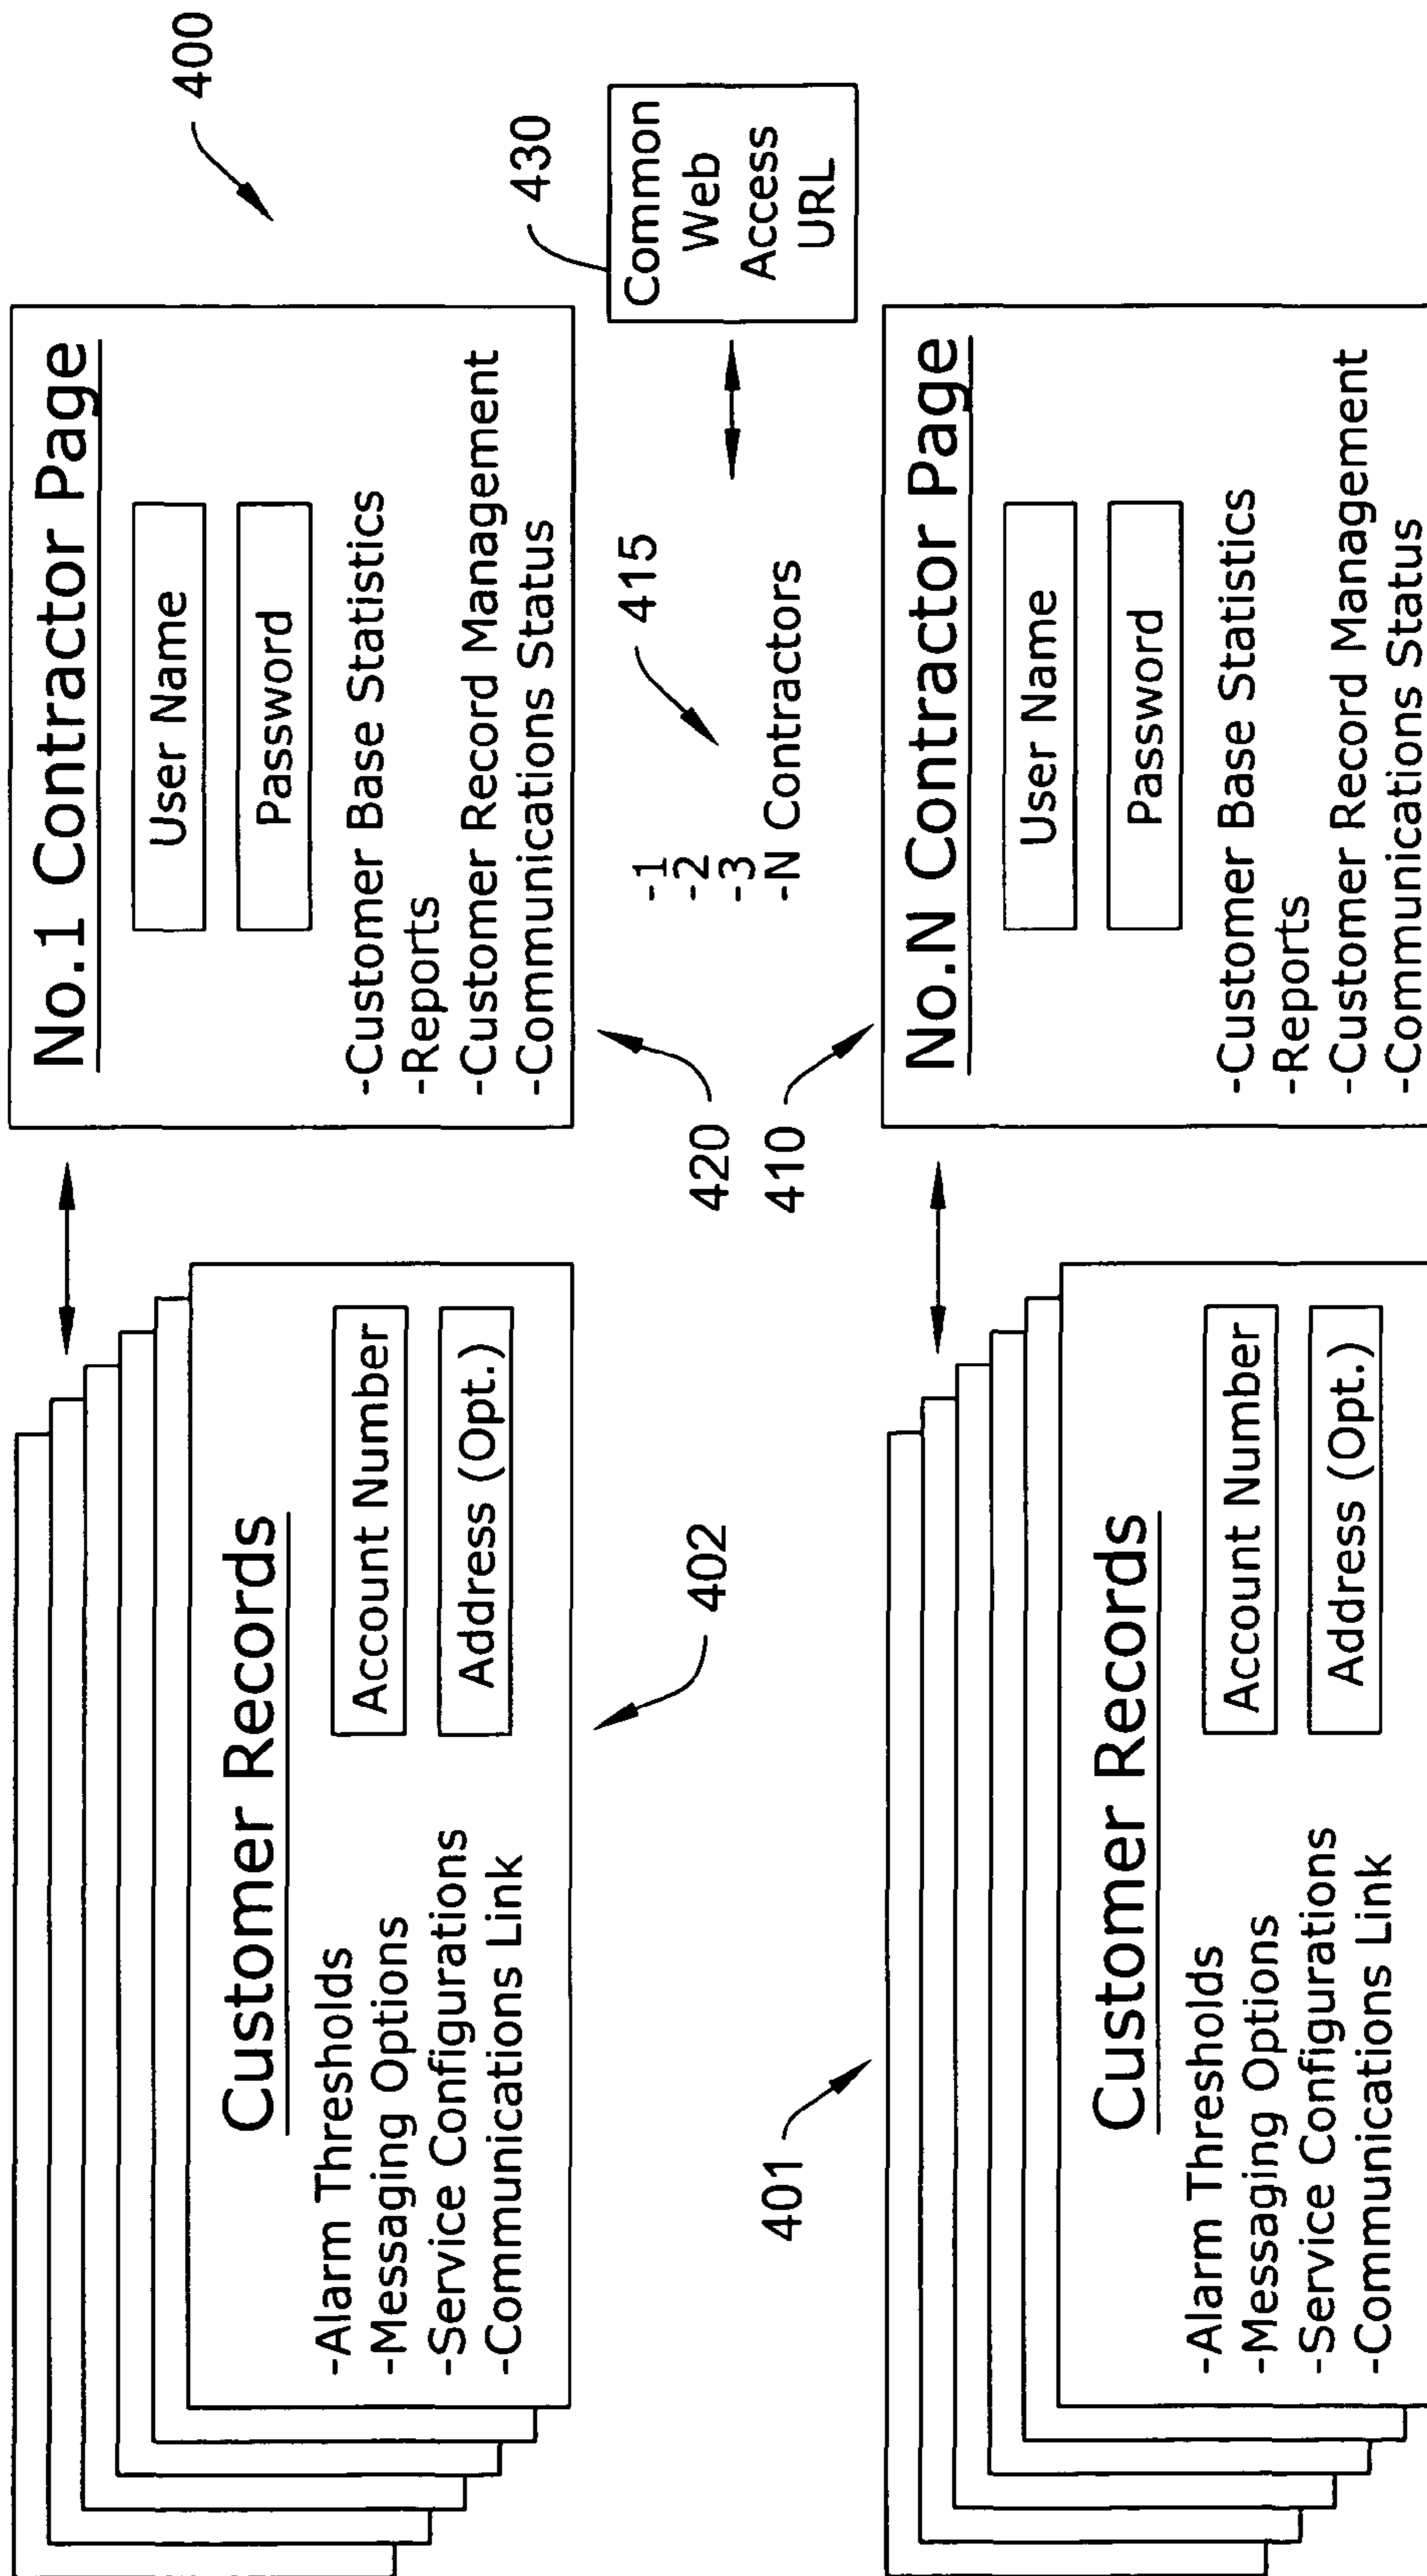 400
Customer Records
-Alarm Thresholds
-Messaging Options
-Service Configurations
-Communications Link
Account Number
Address (Opt.)
402
No.1 Contractor Page
User Name
Password
-Customer Base Statistics
-Reports
-Customer Record Management
-Communications Status
420
-1
-2
-3
-N Contractors
415
430
Common
Web
Access
URL
401
Customer Records
-Alarm Thresholds
-Messaging Options
-Service Configurations
-Communications Link
Account Number
Address (Opt.)
410
No.N Contractor Page
User Name
Password
-Customer Base Statistics
-Reports
-Customer Record Management
-Communications Status